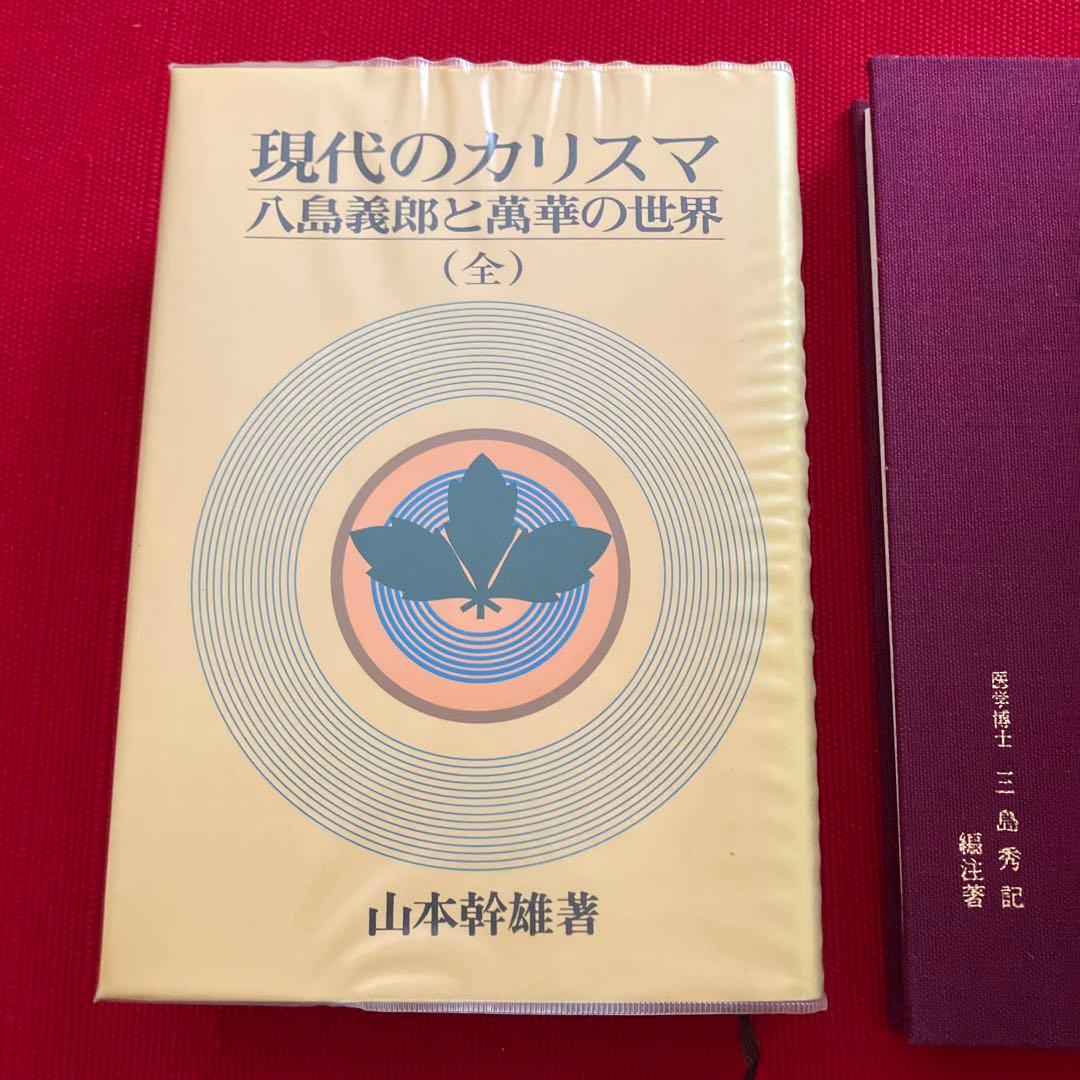 現代のカリスマ
八島義郎と萬華の世界
（全）
山本幹雄著
医学博士 三島秀記
編注著